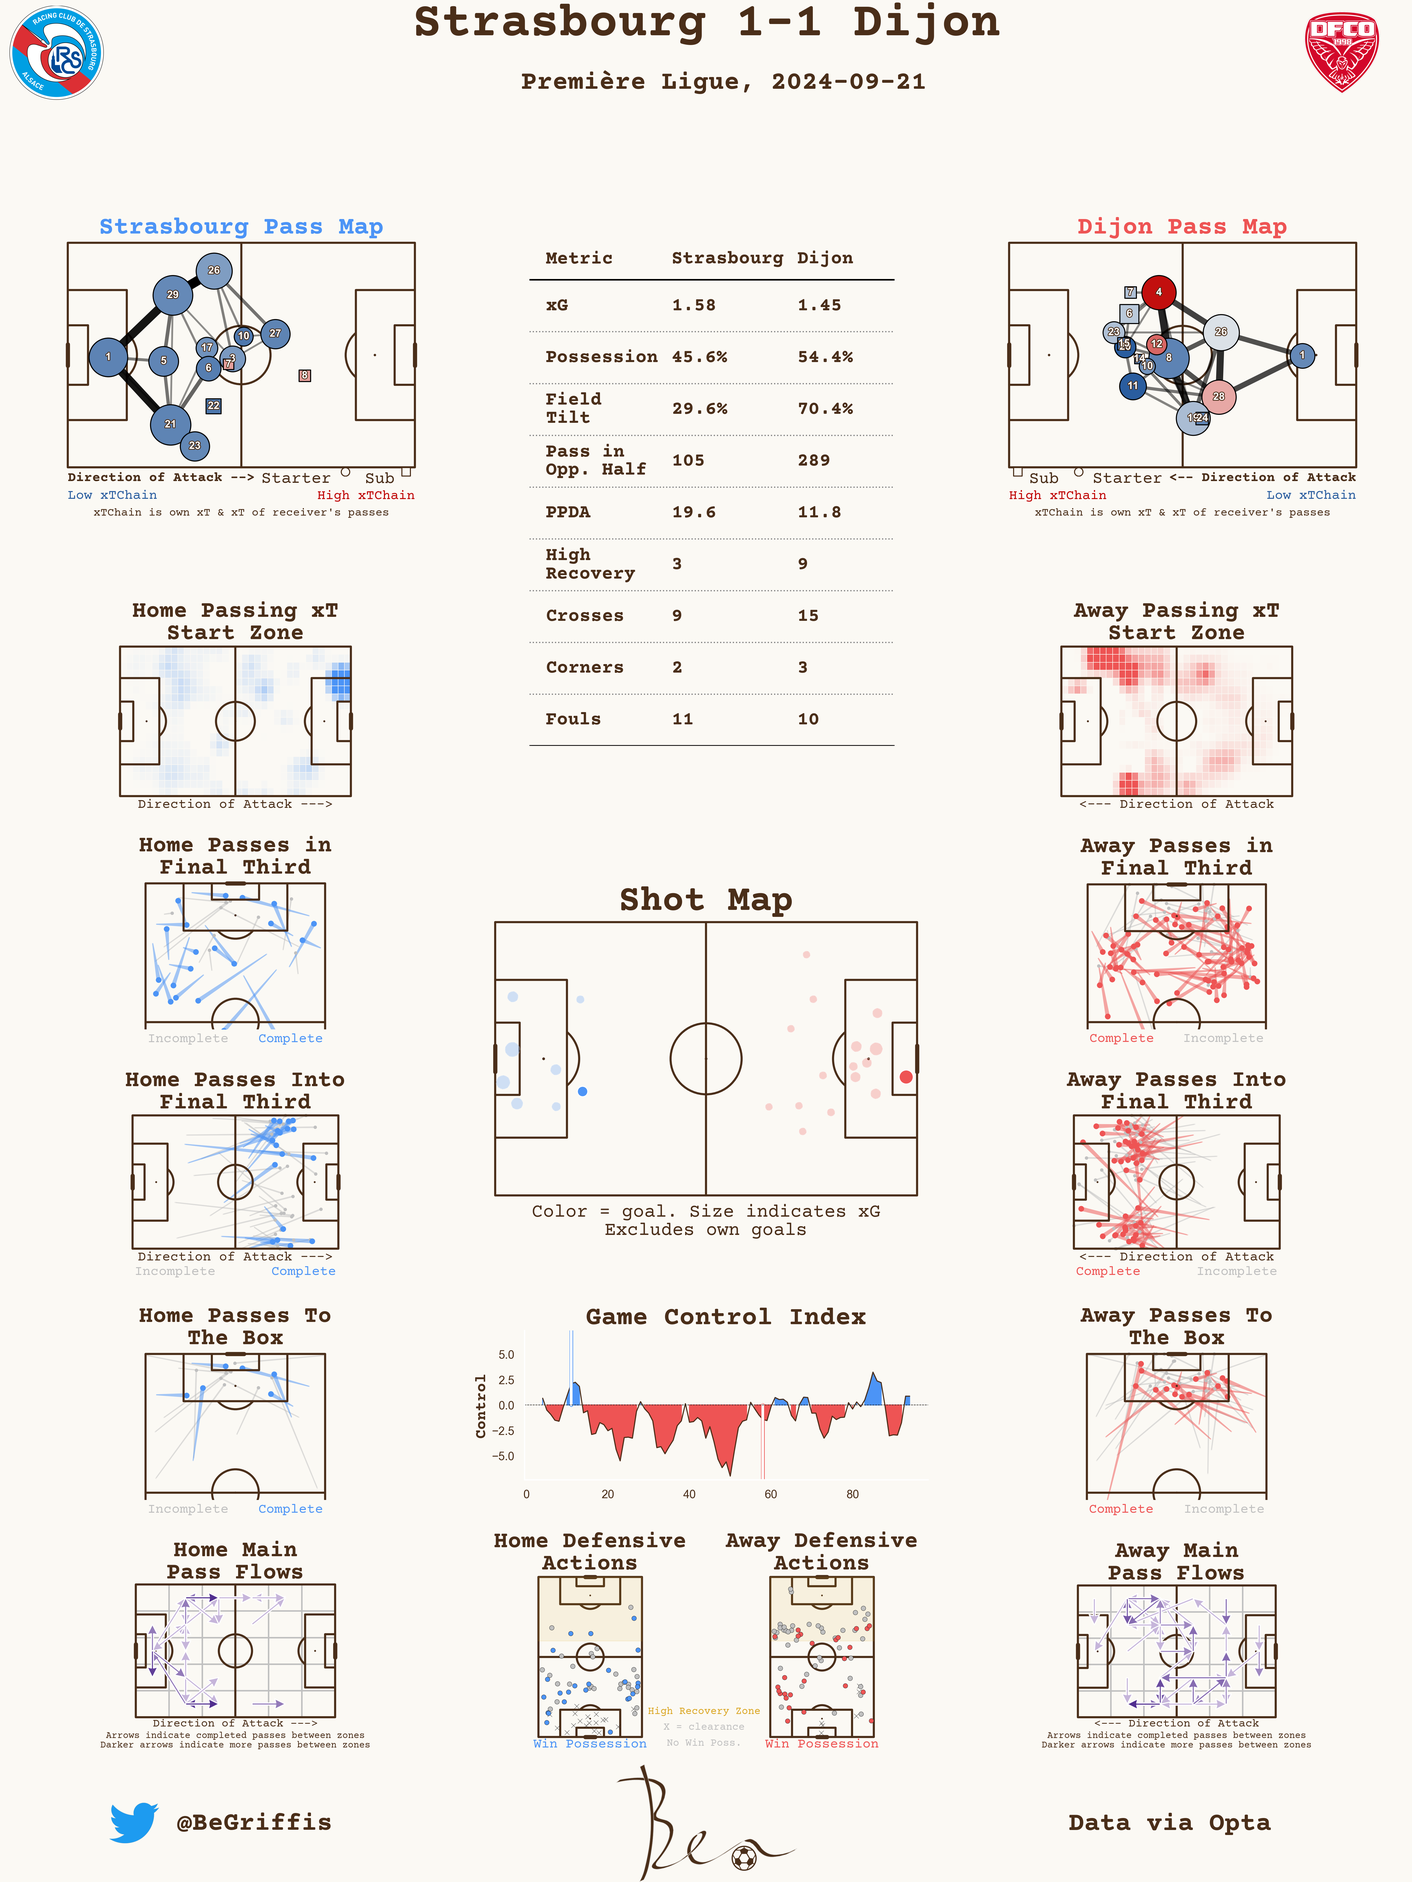 Strasbourg 1-1 Dijon
Première Ligue, 2024-09-21
RACING CLUB DE STRASBOURG
ALSACE
RCS
DFCO
1998
Strasbourg Pass Map
26
29
10
27
17
1
5
3
7
6
8
22
21
23
Direction of Attack --> Starter Sub
Low xTChain High xTChain
xTChain is own xT & xT of receiver's passes
Metric Strasbourg Dijon
xG 1.58 1.45
Possession 45.6% 54.4%
Field
Tilt 29.6% 70.4%
Pass in
Opp. Half 105 289
PPDA 19.6 11.8
High
Recovery 3 9
Crosses 9 15
Corners 2 3
Fouls 11 10
Dijon Pass Map
7
4
6
23
26
15
12
14
8
1
10
11
28
19
24
Sub Starter <-- Direction of Attack
High xTChain Low xTChain
xTChain is own xT & xT of receiver's passes
Home Passing xT
Start Zone
Direction of Attack --->
Away Passing xT
Start Zone
<--- Direction of Attack
Home Passes in
Final Third
Incomplete Complete
Away Passes in
Final Third
Complete Incomplete
Shot Map
Color = goal. Size indicates xG
Excludes own goals
Home Passes Into
Final Third
Direction of Attack --->
Incomplete Complete
Away Passes Into
Final Third
<--- Direction of Attack
Complete Incomplete
Home Passes To
The Box
Incomplete Complete
Game Control Index
Control
5.0
2.5
0.0
−2.5
−5.0
0 20 40 60 80
Away Passes To
The Box
Complete Incomplete
Home Main
Pass Flows
Direction of Attack --->
Arrows indicate completed passes between zones
Darker arrows indicate more passes between zones
Home Defensive
Actions
Win Possession
High Recovery Zone
X = clearance
No Win Poss.
Away Defensive
Actions
Win Possession
Away Main
Pass Flows
<--- Direction of Attack
Arrows indicate completed passes between zones
Darker arrows indicate more passes between zones
@BeGriffis
Ben
Data via Opta